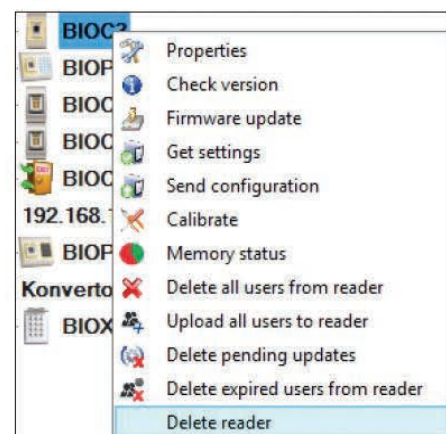 BIOC2
BIOP
BIOC
BIOC
BIOC
192.168.
BIOP
Konverto
BIOX
Properties
Check version
Firmware update
Get settings
Send configuration
Calibrate
Memory status
Delete all users from reader
Upload all users to reader
Delete pending updates
Delete expired users from reader
Delete reader